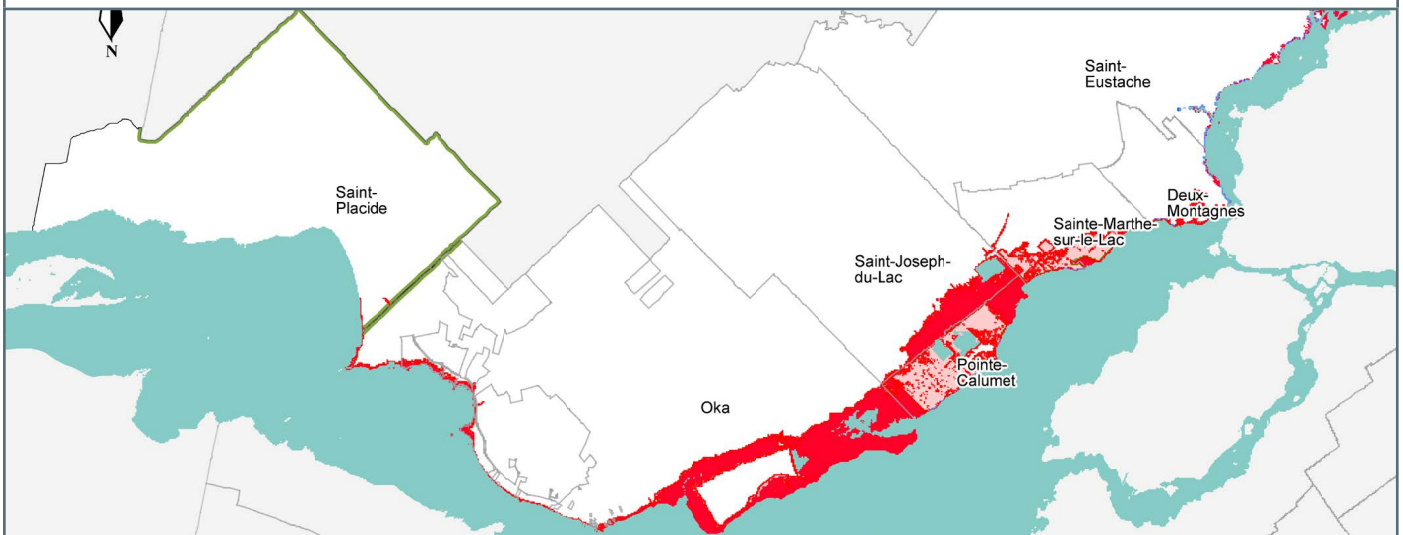 N
Saint-
Eustache
Saint-
Placide
Deux-
Montagnes
Sainte-Marthe-
sur-le-Lac
Saint-Joseph-
du-Lac
Pointe-
Calumet
Oka